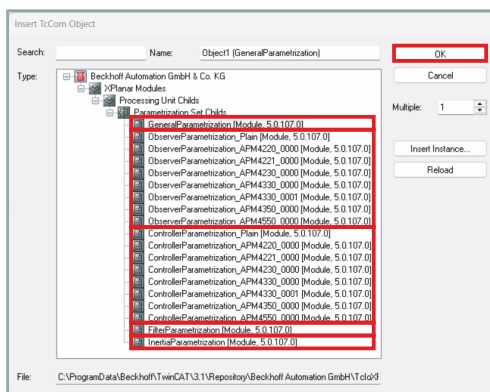 Insert TcCom Object
Search:
Name:
Object1 (GeneralParametrization)
OK
Type:
Beckhoff Automation GmbH & Co. KG
Cancel
XPlanar Modules
Processing Unit Childs
Multiple:
1
Parametrization Set Childs
GeneralParametrization [Module, 5.0.107.0]
ObserverParametrization_Plain [Module, 5.0.107.0]
ObserverParametrization_APM4220_0000 [Module, 5.0.107.0]
Insert Instance...
ObserverParametrization_APM4221_0000 [Module, 5.0.107.0]
ObserverParametrization_APM4230_0000 [Module, 5.0.107.0]
Reload
ObserverParametrization_APM4330_0000 [Module, 5.0.107.0]
ObserverParametrization_APM4330_0001 [Module, 5.0.107.0]
ObserverParametrization_APM4350_0000 [Module, 5.0.107.0]
ObserverParametrization_APM4550_0000 [Module, 5.0.107.0]
ControllerParametrization_Plain [Module, 5.0.107.0]
ControllerParametrization_APM4220_0000 [Module, 5.0.107.0]
ControllerParametrization_APM4221_0000 [Module, 5.0.107.0]
ControllerParametrization_APM4230_0000 [Module, 5.0.107.0]
ControllerParametrization_APM4330_0000 [Module, 5.0.107.0]
ControllerParametrization_APM4330_0001 [Module, 5.0.107.0]
ControllerParametrization_APM4350_0000 [Module, 5.0.107.0]
ControllerParametrization_APM4550_0000 [Module, 5.0.107.0]
FilterParametrization [Module, 5.0.107.0]
InertiaParametrization [Module, 5.0.107.0]
File:
C:\ProgramData\Beckhoff\TwinCAT\3.1\Repository\Beckhoff Automation GmbH\TcIoXF